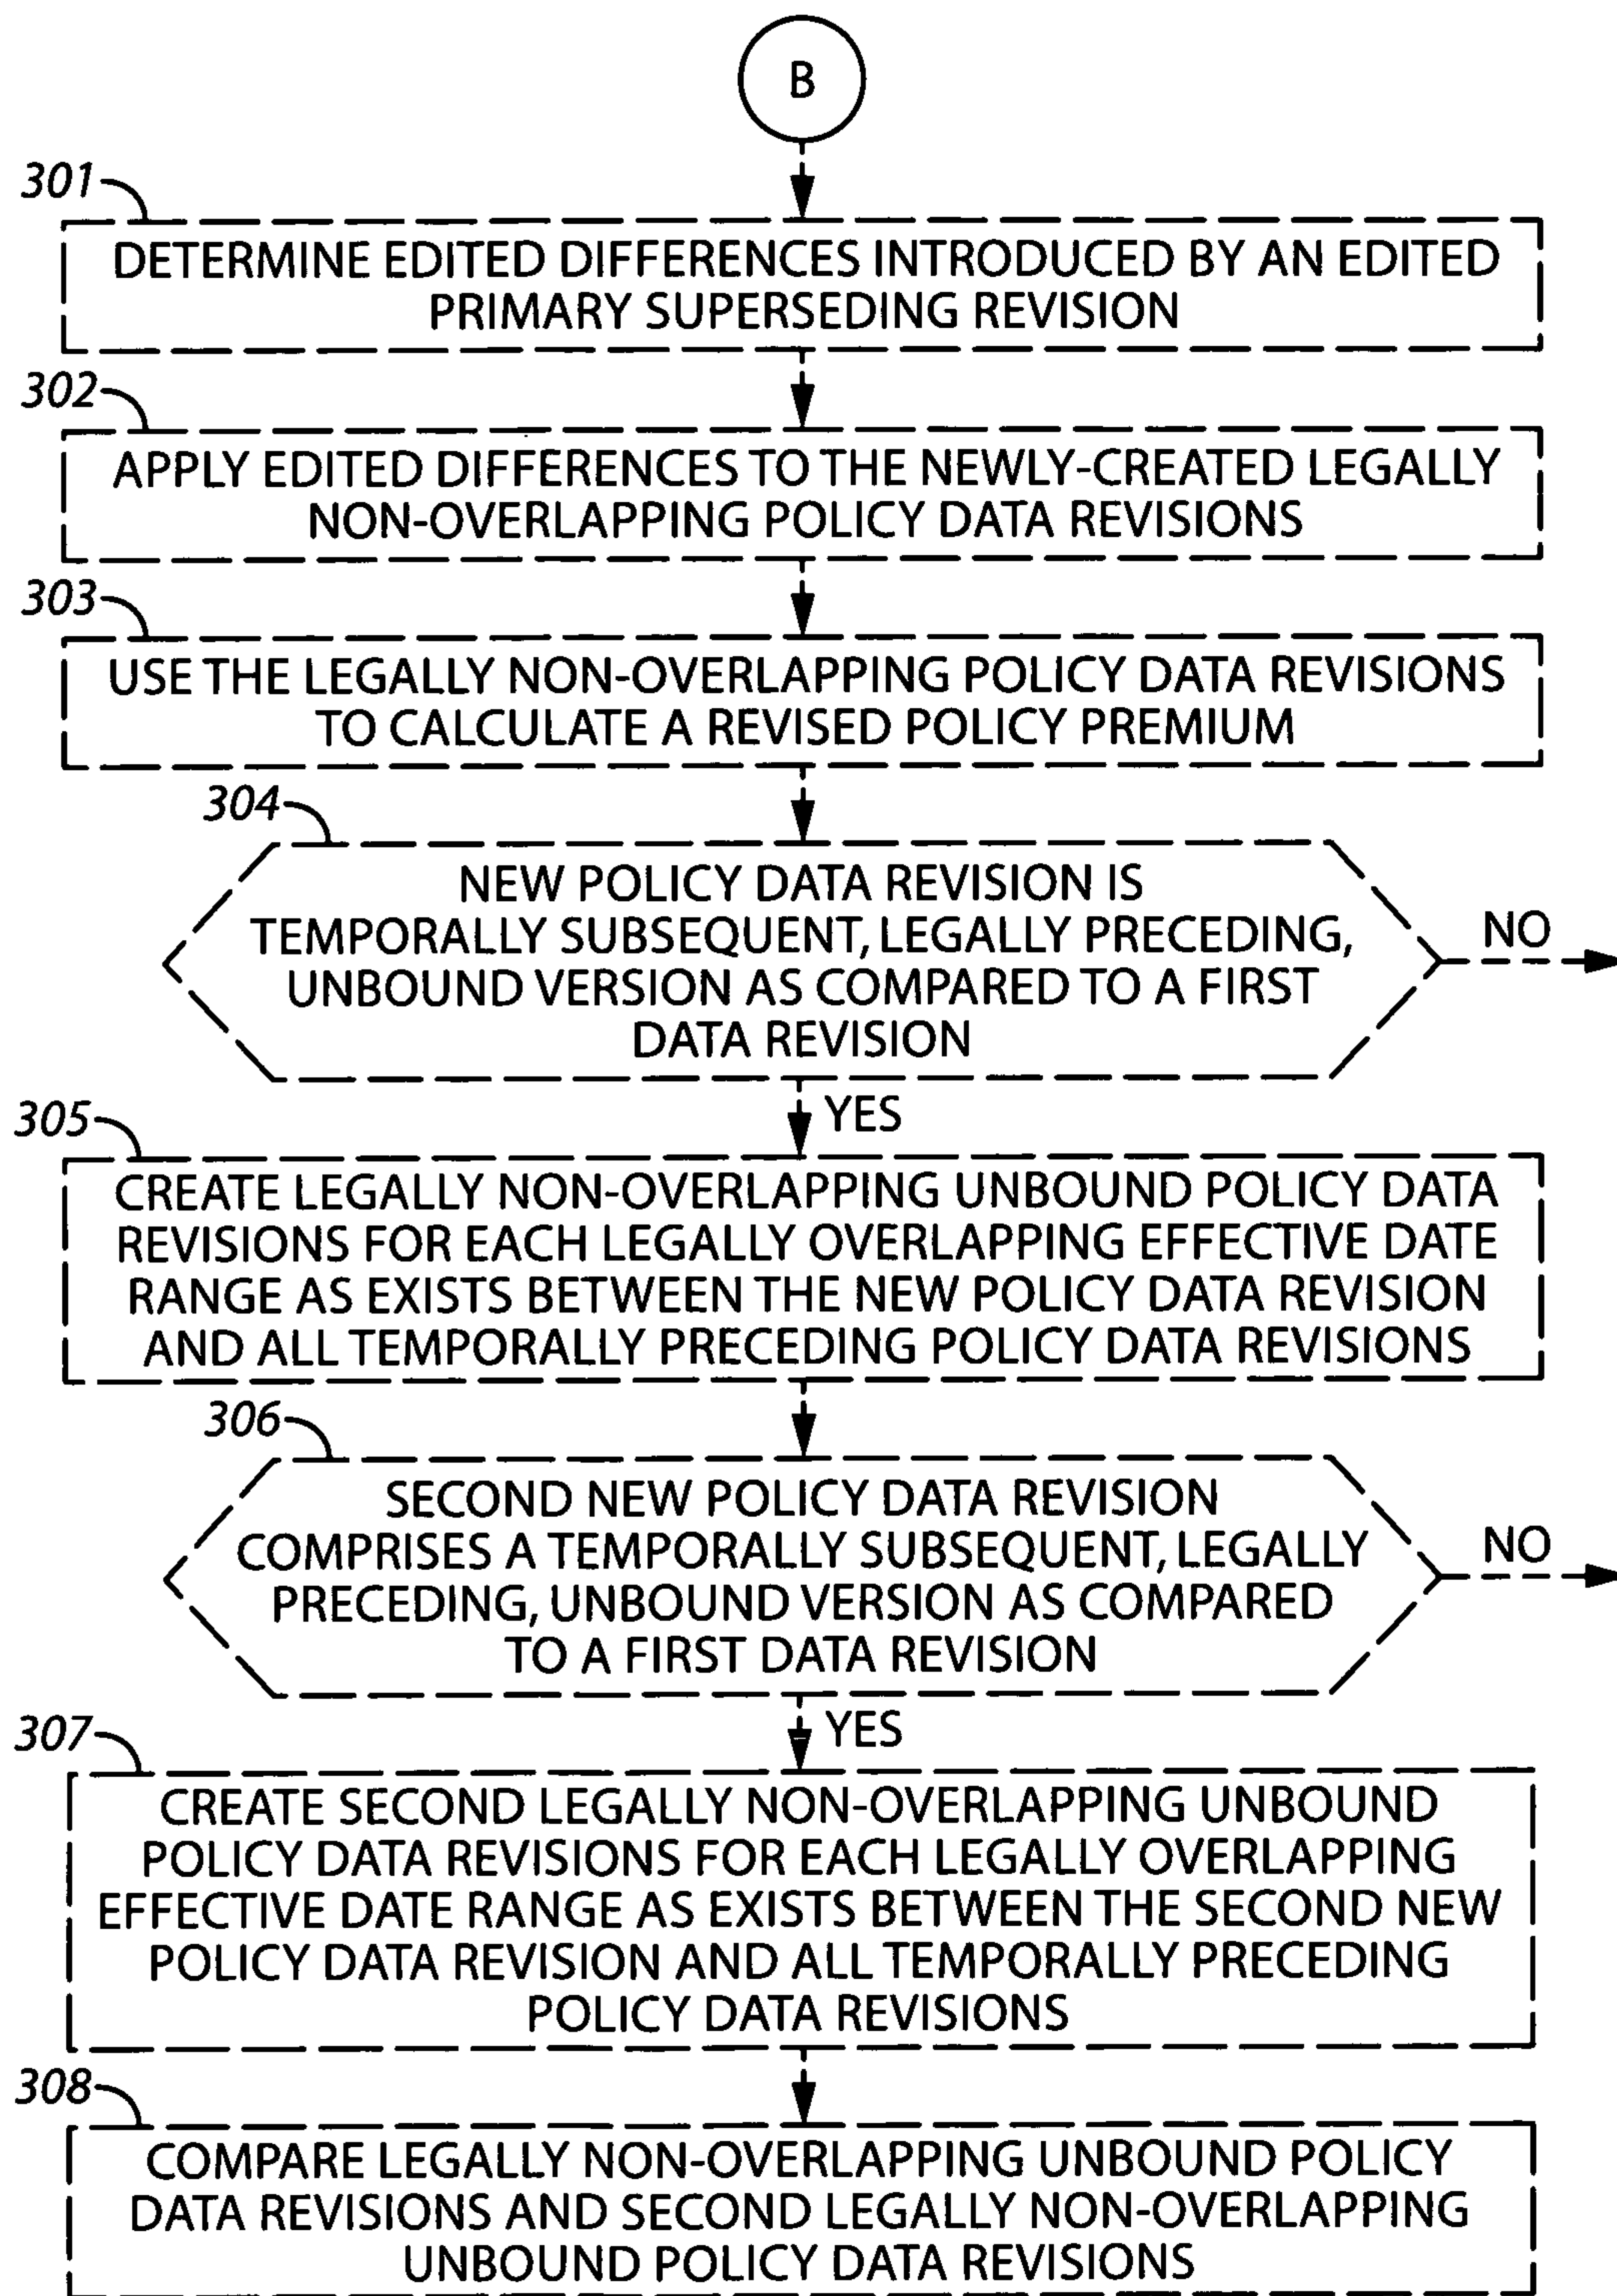 B
301
DETERMINE EDITED DIFFERENCES INTRODUCED BY AN EDITED
PRIMARY SUPERSEDING REVISION
302
APPLY EDITED DIFFERENCES TO THE NEWLY-CREATED LEGALLY
NON-OVERLAPPING POLICY DATA REVISIONS
303
USE THE LEGALLY NON-OVERLAPPING POLICY DATA REVISIONS
TO CALCULATE A REVISED POLICY PREMIUM
304
NEW POLICY DATA REVISION IS
TEMPORALLY SUBSEQUENT, LEGALLY PRECEDING,
UNBOUND VERSION AS COMPARED TO A FIRST
DATA REVISION
NO
YES
305
CREATE LEGALLY NON-OVERLAPPING UNBOUND POLICY DATA
REVISIONS FOR EACH LEGALLY OVERLAPPING EFFECTIVE DATE
RANGE AS EXISTS BETWEEN THE NEW POLICY DATA REVISION
AND ALL TEMPORALLY PRECEDING POLICY DATA REVISIONS
306
SECOND NEW POLICY DATA REVISION
COMPRISES A TEMPORALLY SUBSEQUENT, LEGALLY
PRECEDING, UNBOUND VERSION AS COMPARED
TO A FIRST DATA REVISION
NO
YES
307
CREATE SECOND LEGALLY NON-OVERLAPPING UNBOUND
POLICY DATA REVISIONS FOR EACH LEGALLY OVERLAPPING
EFFECTIVE DATE RANGE AS EXISTS BETWEEN THE SECOND NEW
POLICY DATA REVISION AND ALL TEMPORALLY PRECEDING
POLICY DATA REVISIONS
308
COMPARE LEGALLY NON-OVERLAPPING UNBOUND POLICY
DATA REVISIONS AND SECOND LEGALLY NON-OVERLAPPING
UNBOUND POLICY DATA REVISIONS